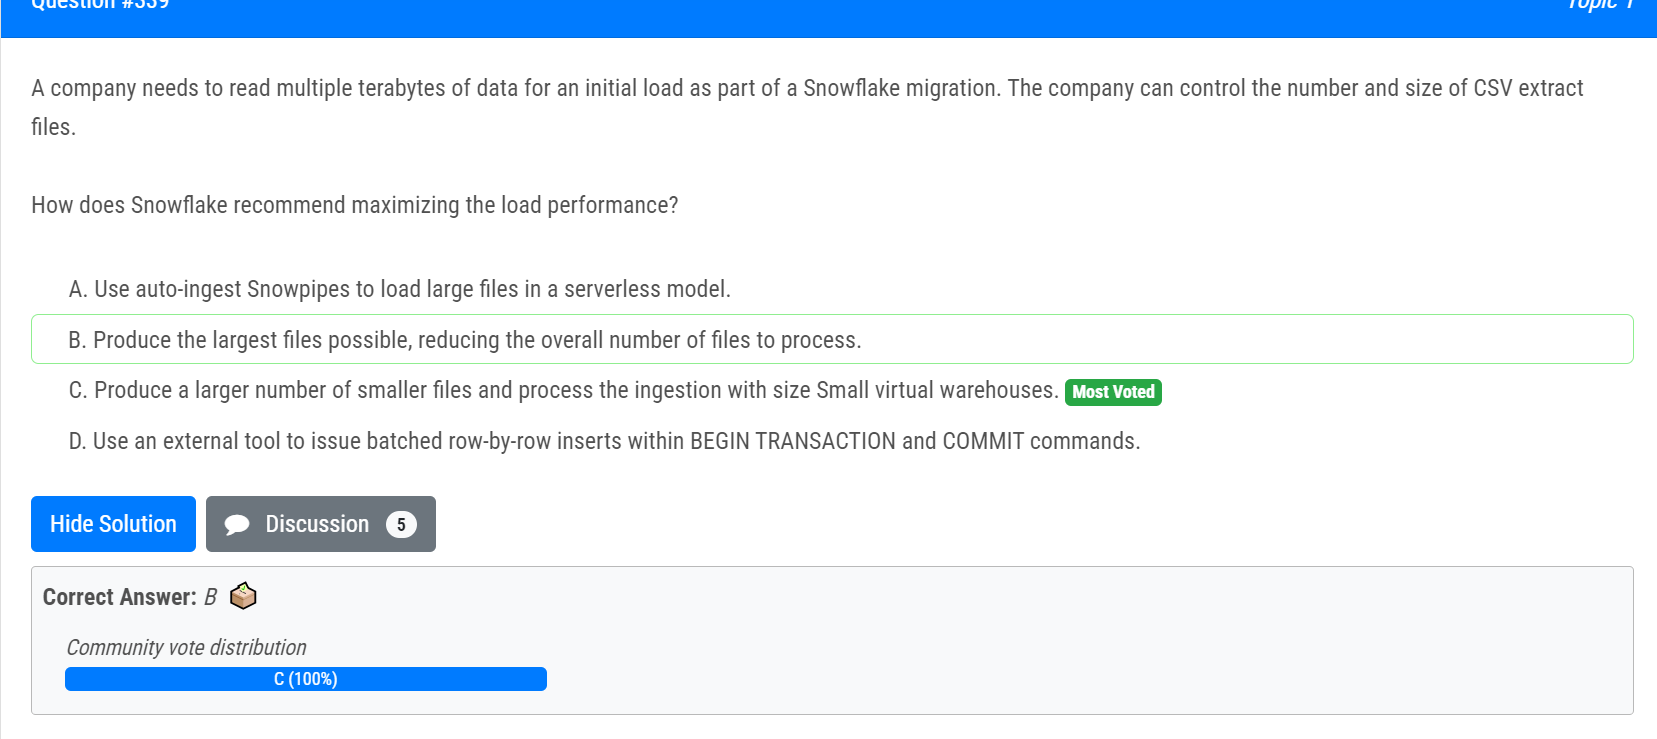 Question #339
Topic 1
A company needs to read multiple terabytes of data for an initial load as part of a Snowflake migration. The company can control the number and size of CSV extract
files.
How does Snowflake recommend maximizing the load performance?
A. Use auto-ingest Snowpipes to load large files in a serverless model.
B. Produce the largest files possible, reducing the overall number of files to process.
C. Produce a larger number of smaller files and process the ingestion with size Small virtual warehouses. Most Voted
D. Use an external tool to issue batched row-by-row inserts within BEGIN TRANSACTION and COMMIT commands.
Hide Solution
Discussion 5
Correct Answer: B
Community vote distribution
C (100%)